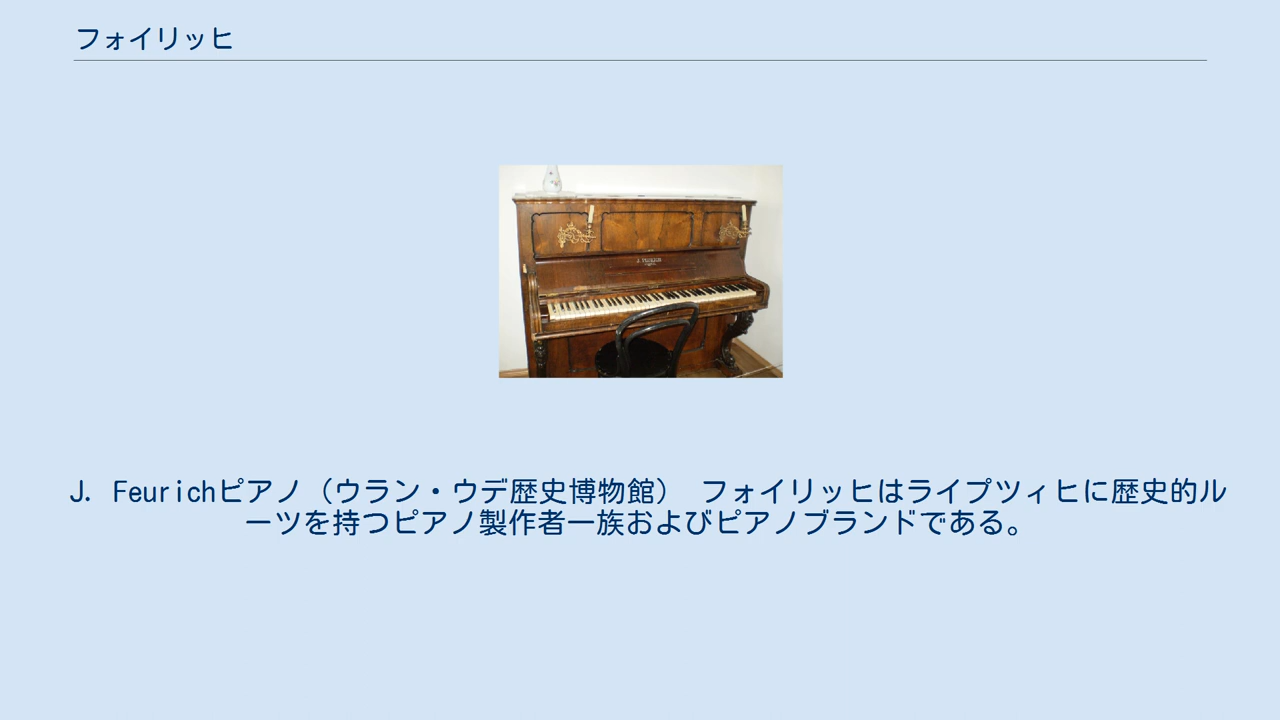 フォイリッヒ
J. FEURICH
J. Feurichピアノ（ウラン・ウデ歴史博物館） フォイリッヒはライプツィヒに歴史的ル
ーツを持つピアノ製作者一族およびピアノブランドである。